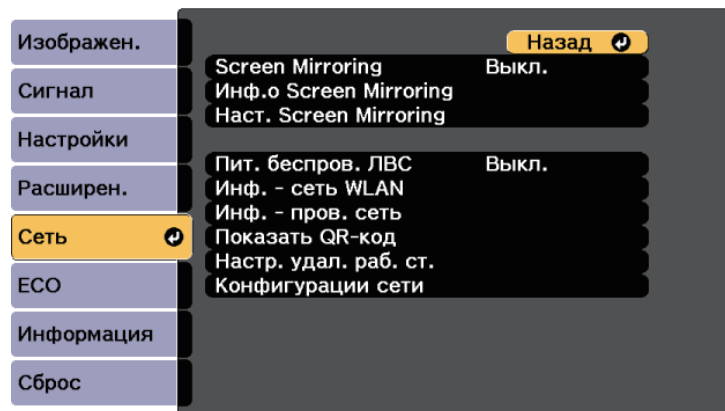 Изображен.
Сигнал
Настройки
Расширен.
Сеть
ECO
Информация
Сброс
Назад
Screen Mirroring Выкл.
Инф.о Screen Mirroring
Наст. Screen Mirroring
Пит. беспров. ЛВС Выкл.
Инф. - сеть WLAN
Инф. - пров. сеть
Показать QR-код
Настр. удал. раб. ст.
Конфигурации сети